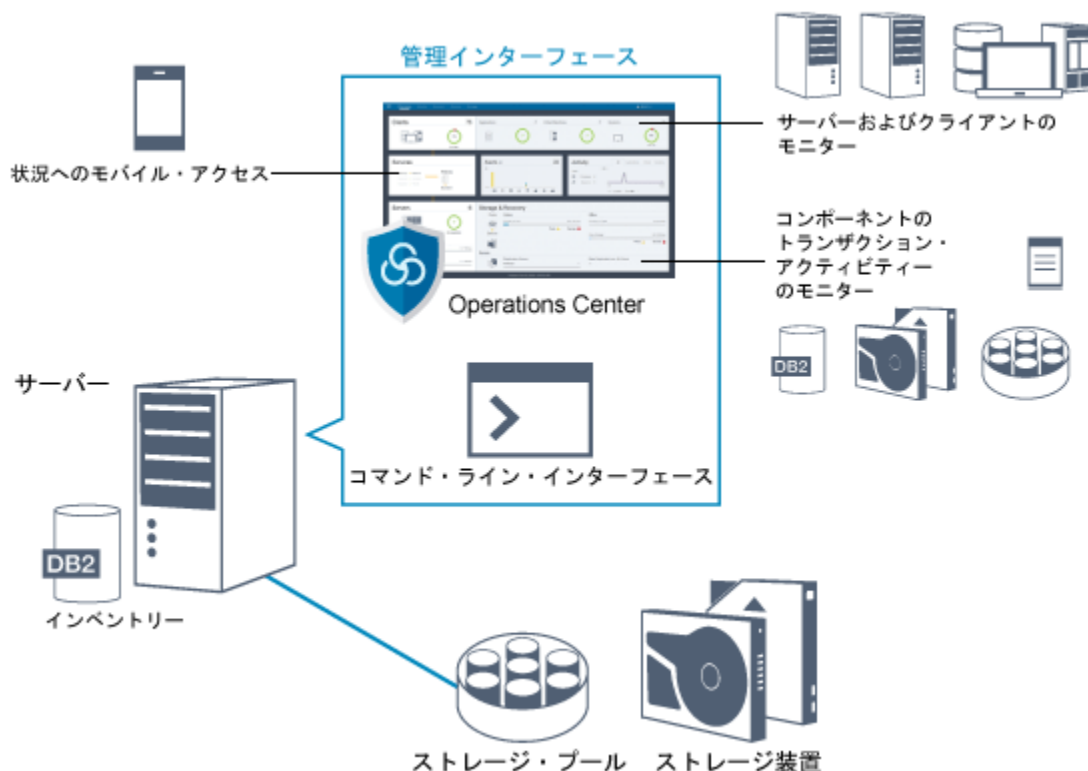 管理インターフェース
状況へのモバイル・アクセス
サーバーおよびクライアントの
モニター
コンポーネントの
トランザクション・
アクティビティー
のモニター
DB2
Clients
Services
Activity
Servers
Storage & Recovery
Operations Center
サーバー
コマンド・ライン・インターフェース
DB2
インベントリー
ストレージ・プール
ストレージ装置